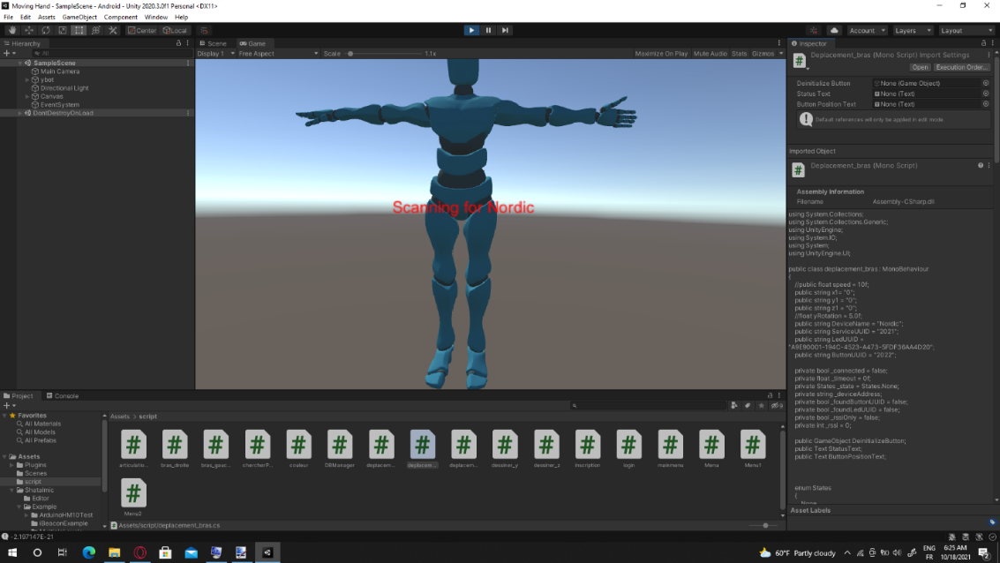 Moving Hand - SampleScene - Android - Unity 2020.3.0f1 Personal <DX11>
File Edit Assets GameObject Component Window Help
Center Local Account Layers Layout
Hierarchy Scene Game Inspector
All Display 1 Free Aspect Scale 1.1x Maximize On Play Mute Audio Stats Gizmos
SampleScene
Main Camera
ybot
Directional Light
Canvas
EventSystem
DontDestroyOnLoad
Scanning for Nordic
Deplacement_bras (Mono Script) Import Settings
Open Execution Order...
Deinitialize Button None (Game Object)
Status Text None (Text)
Button Position Text None (Text)
Default references will only be applied in edit mode.
Imported Object
Deplacement_bras (Mono Script)
Assembly Information
Filename Assembly-CSharp.dll
using System.Collections;
using System.Collections.Generic;
using UnityEngine;
using System.IO;
using System;
using UnityEngine.UI;
public class deplacement_bras : MonoBehaviour
{
//public float speed = 10f;
public string x1= "0";
public string y1 = "0";
public string z1 = "0";
//float yRotation = 5.0f;
public string DeviceName = "Nordic";
public string ServiceUUID = "2021";
public string LedUUID =
"A9E90001-194C-4523-A473-5FDF36AA4D20";
public string ButtonUUID = "2022";
private bool _connected = false;
private float _timeout = 0f;
private States _state = States.None;
private string _deviceAddress;
private bool _foundButtonUUID = false;
private bool _foundLedUUID = false;
private bool _rssiOnly = false;
private int _rssi = 0;
public GameObject DeinitializeButton;
public Text StatusText;
public Text ButtonPositionText;
enum States
{
None,
Asset Labels
Project Console
9
Favorites
All Materials
All Models
All Prefabs
Assets
Plugins
Scenes
script
Shatalmic
Editor
Example
ArduinoHM10Test
iBeaconExample
Assets > script
articulatio... bras_droite bras_gauc... chercherP... couleur DBManager deplacem... deplacem... deplacem... dessiner_y dessiner_z inscription login mainmenu Menu Menu1
Menu2
Assets/script/deplacement_bras.cs
-2.197147E-21
60°F Partly cloudy
ENG
FR
6:25 AM
10/18/2021
2